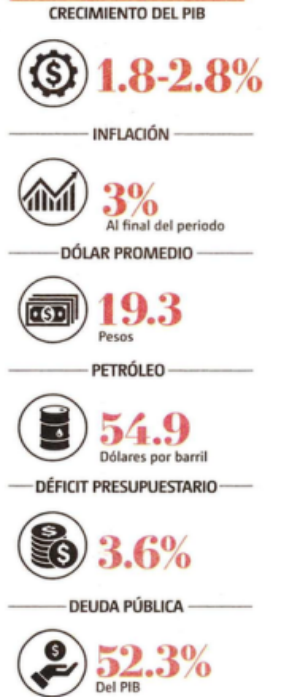 CRECIMIENTO DEL PIB
1.8-2.8%
INFLACIÓN
3%
Al final del periodo
DÓLAR PROMEDIO
19.3
Pesos
PETRÓLEO
54.9
Dólares por barril
DÉFICIT PRESUPUESTARIO
3.6%
DEUDA PÚBLICA
52.3%
Del PIB